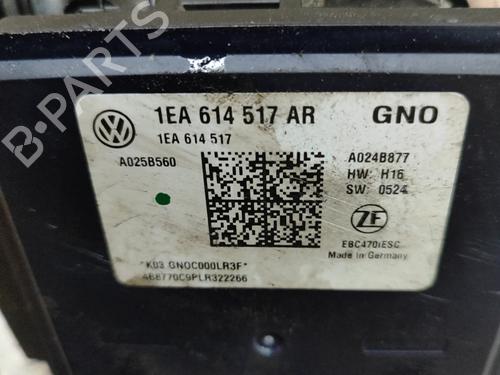 1EA 614 517 AR GNO
1EA 614 517
A025B560 A024B877
HW: H16
SW: 0524
ZF
EBC470iESC
Made in Germany
*K03 GNOC000LR3F*
4B8770C9PLR322266
B-PARTS